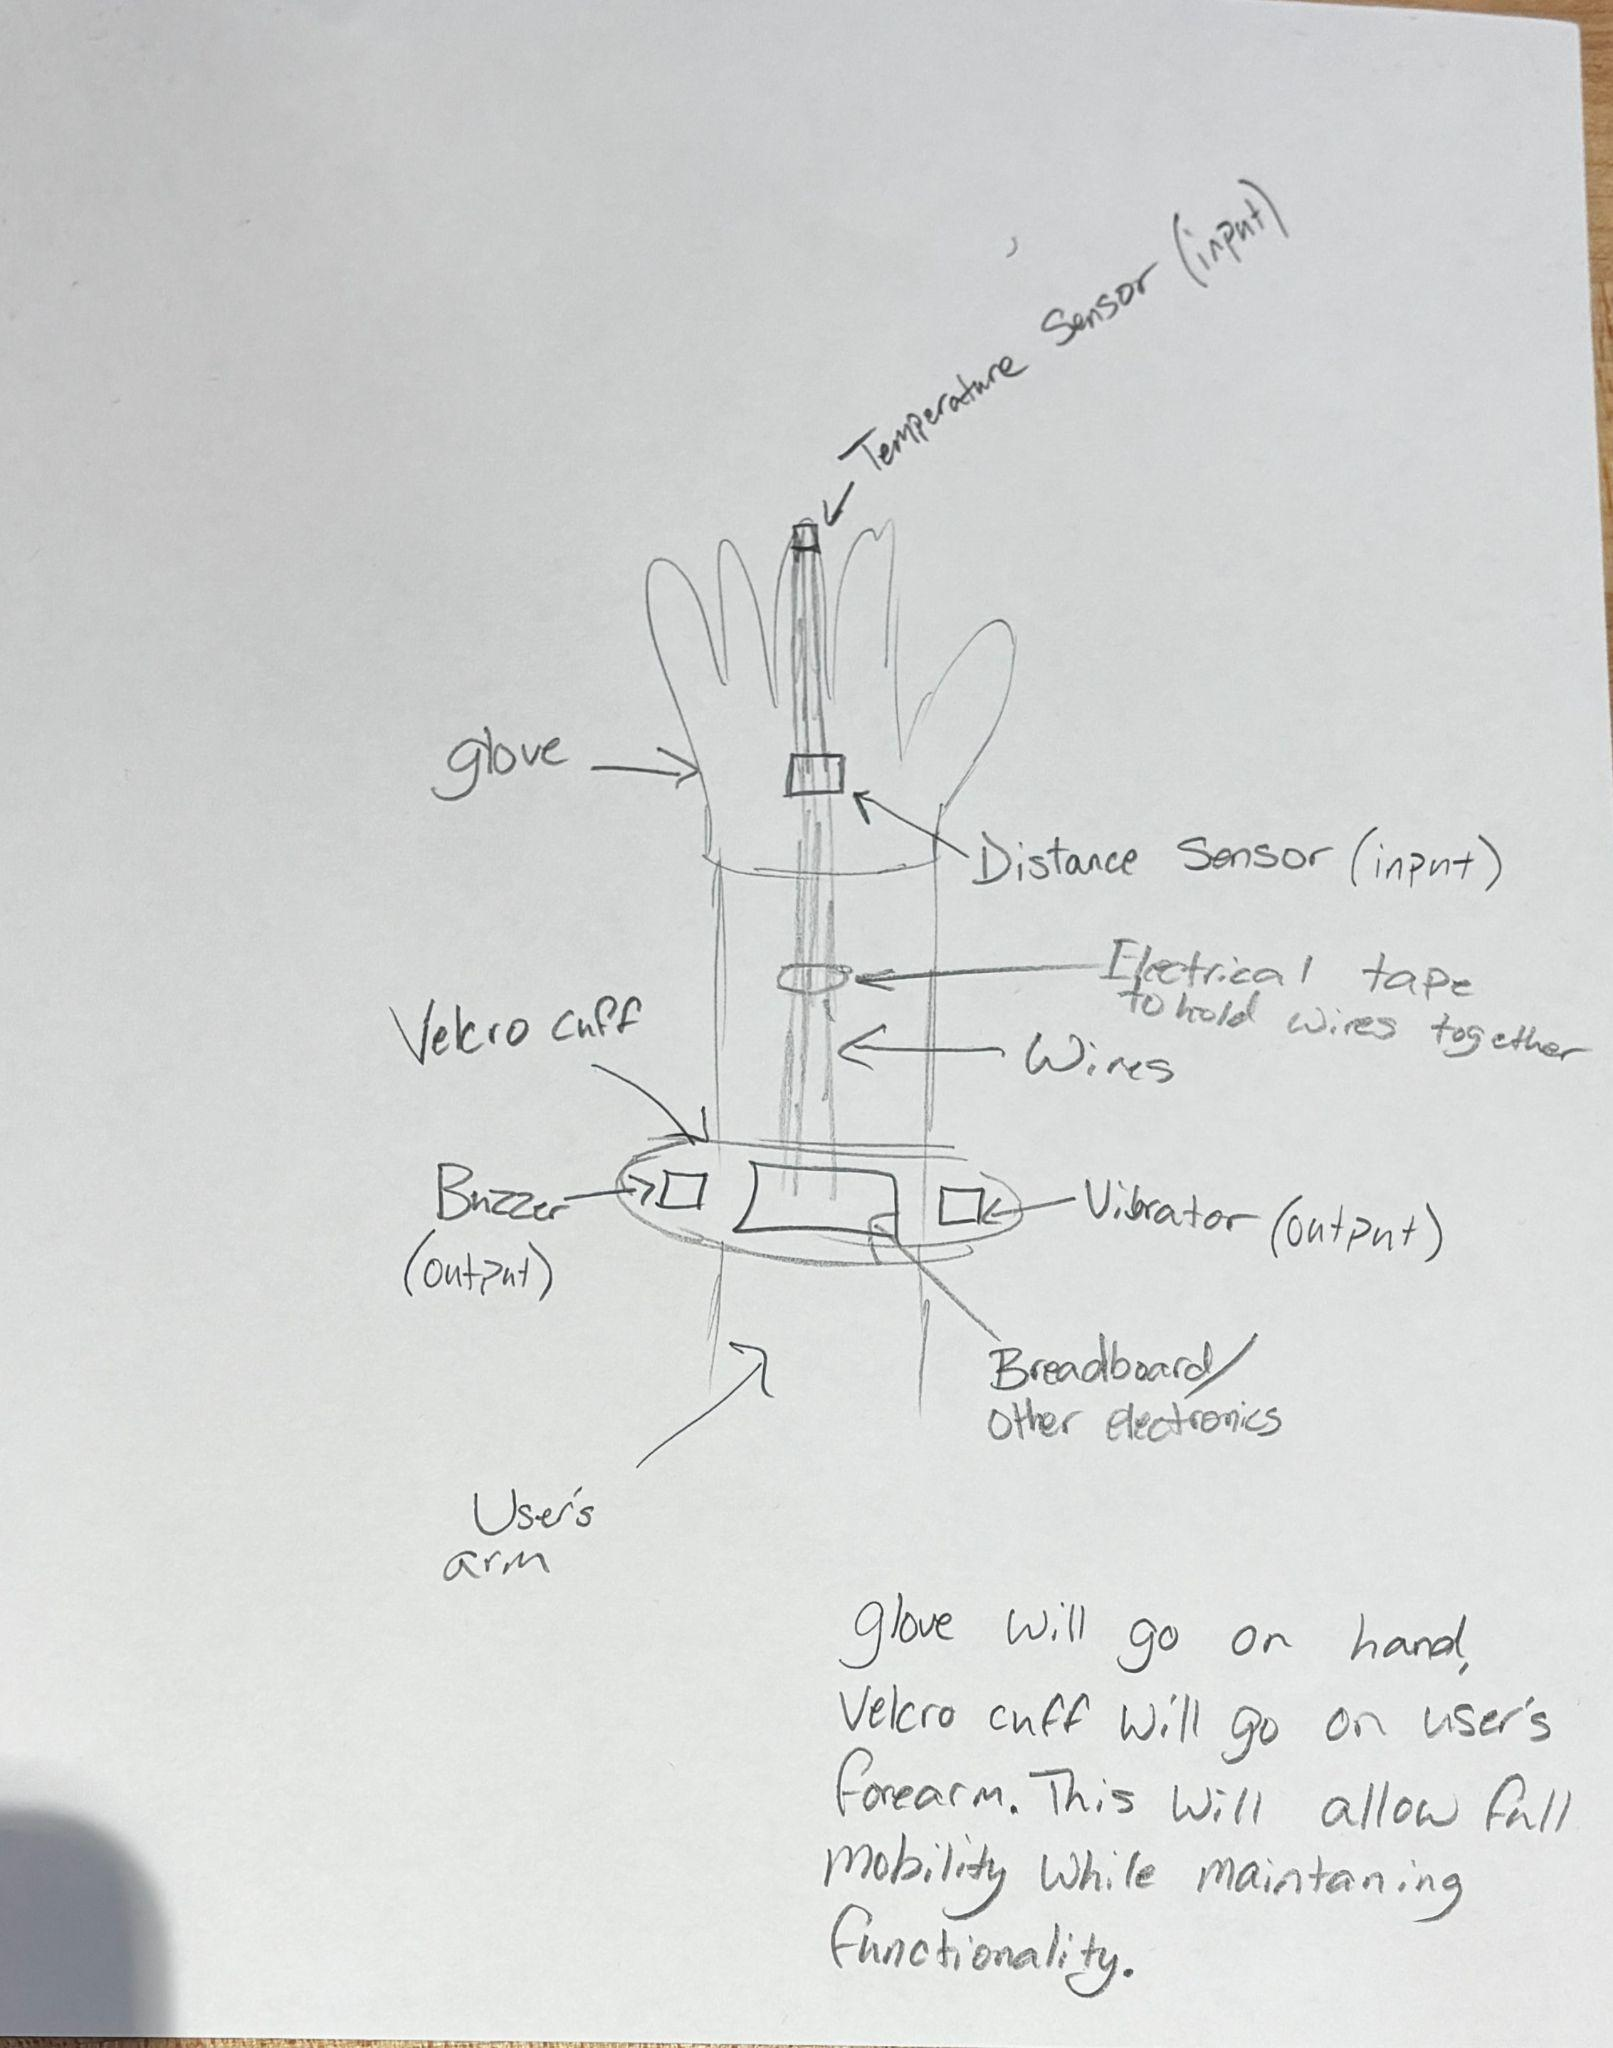 Temperature Sensor (input)
glove
Distance Sensor (input)
Electrical tape
to hold wires together
Velcro cuff
Wires
Buzzer
(output)
Vibrator (output)
Breadboard/
other electronics
User's
arm
glove will go on hand,
Velcro cuff will go on user's
forearm. This will allow full
mobility while maintaning
functionality.